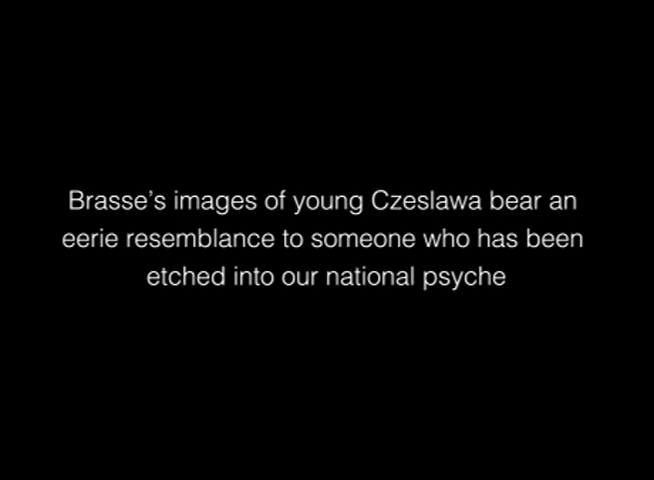 Brasse's images of young Czeslawa bear an
eerie resemblance to someone who has been
etched into our national psyche